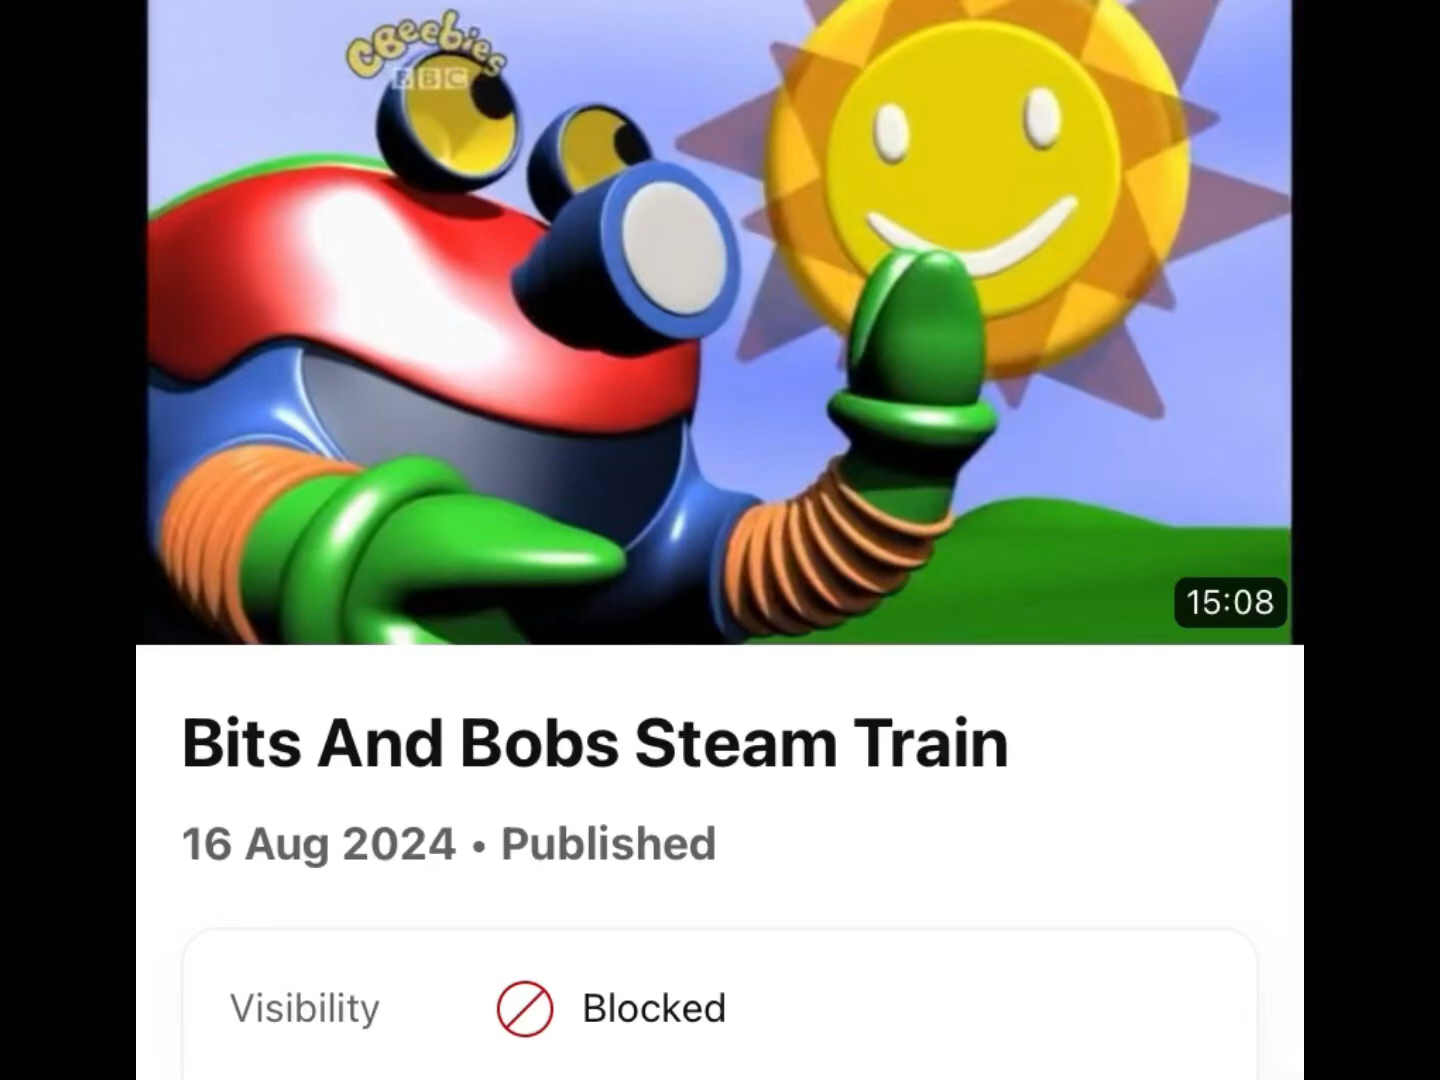 CBeebies
BBC
15:08
Bits And Bobs Steam Train
16 Aug 2024 • Published
Visibility Blocked